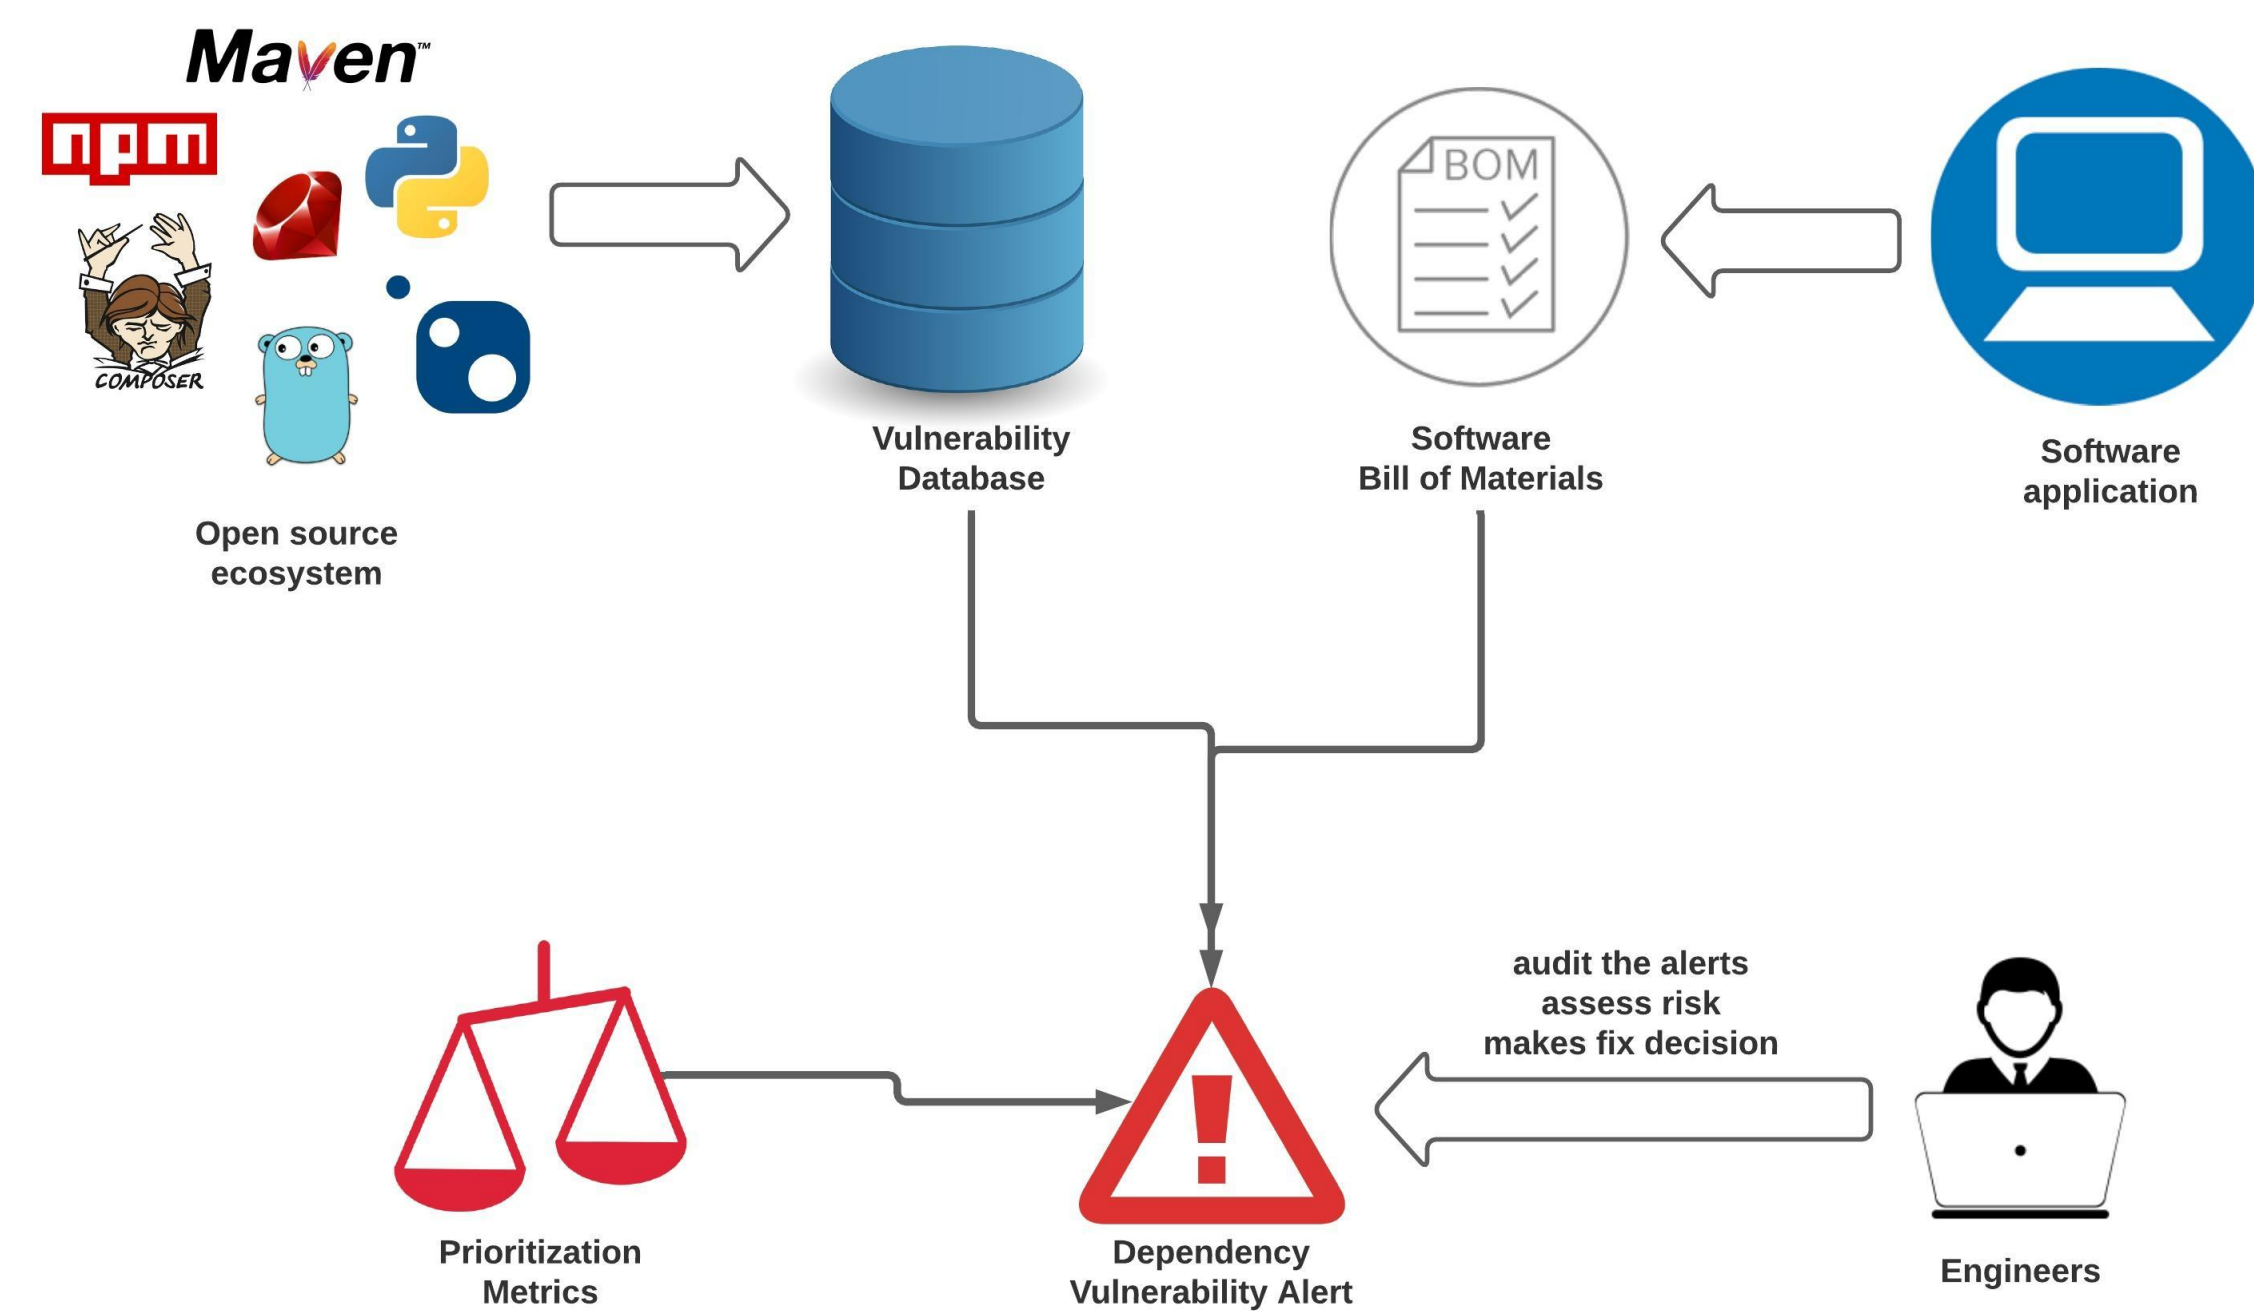 Maven™
npm
COMPOSER
Open source
ecosystem
Vulnerability
Database
BOM
Software
Bill of Materials
Software
application
Prioritization
Metrics
Dependency
Vulnerability Alert
audit the alerts
assess risk
makes fix decision
Engineers